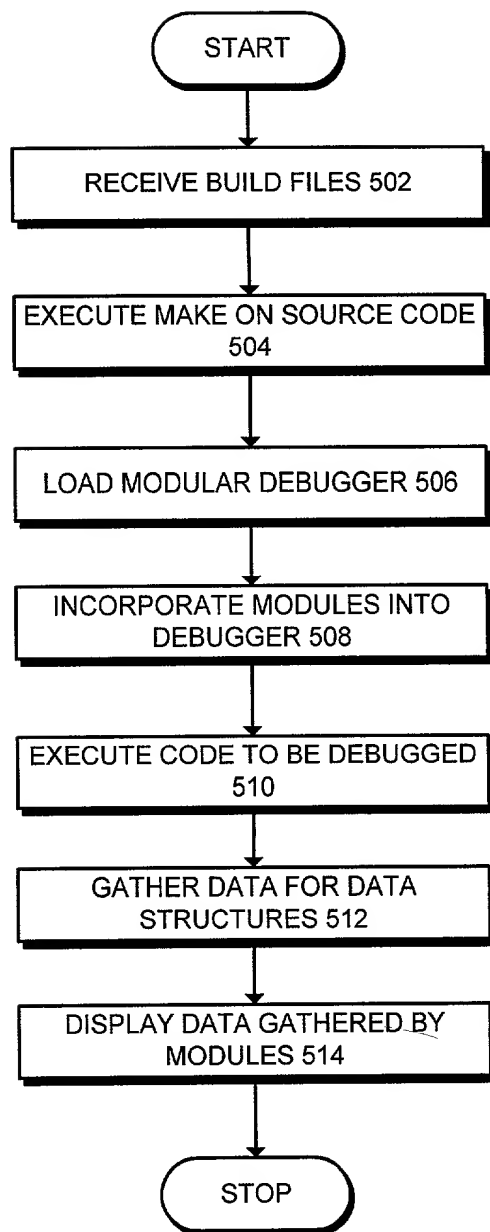 START
RECEIVE BUILD FILES 502
EXECUTE MAKE ON SOURCE CODE
504
LOAD MODULAR DEBUGGER 506
INCORPORATE MODULES INTO
DEBUGGER 508
EXECUTE CODE TO BE DEBUGGED
510
GATHER DATA FOR DATA
STRUCTURES 512
DISPLAY DATA GATHERED BY
MODULES 514
STOP